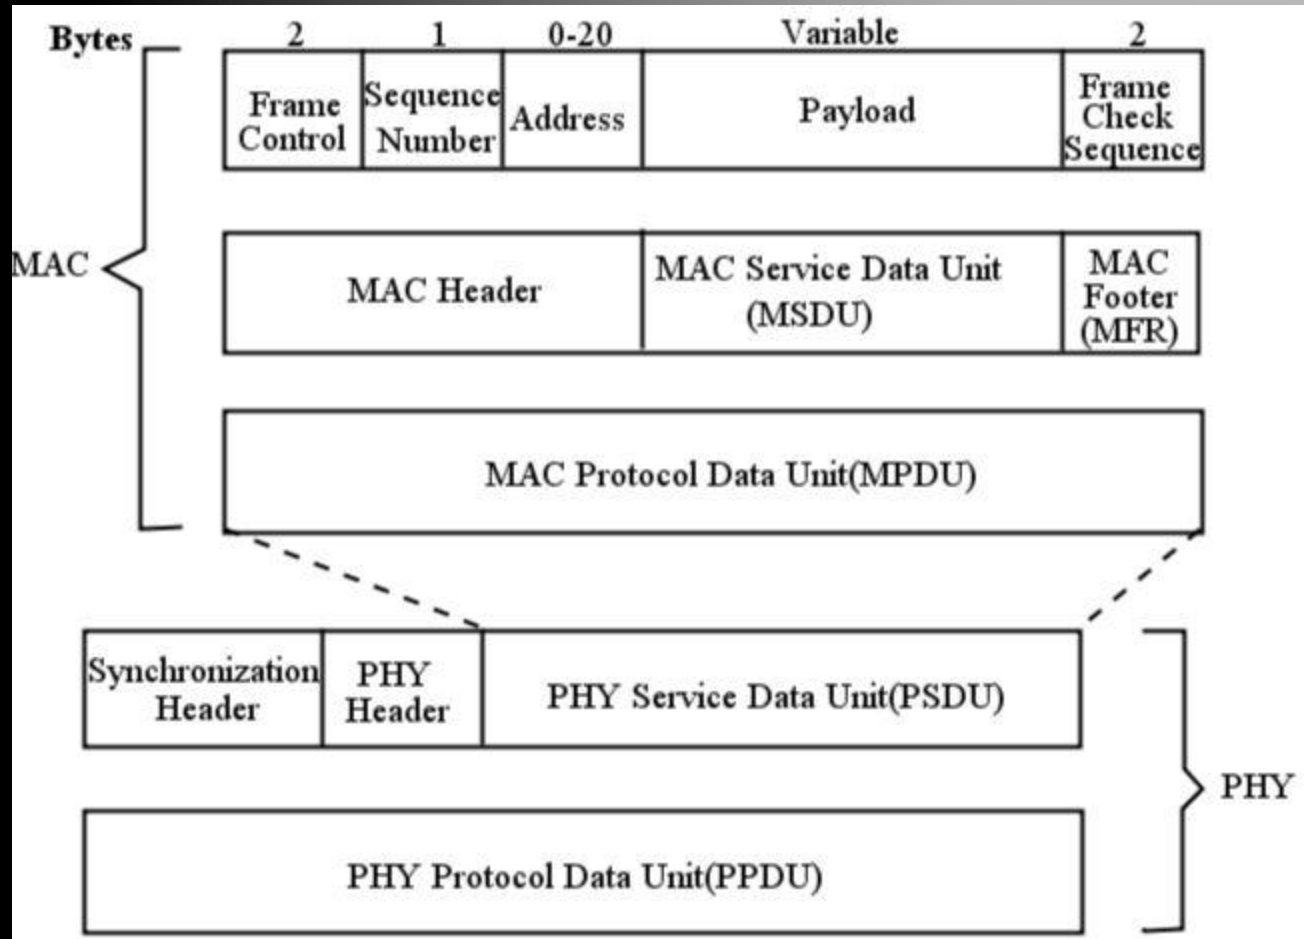 Bytes 2 1 0-20 Variable 2
Frame
Control
Sequence
Number
Address
Payload
Frame
Check
Sequence
MAC
MAC Header
MAC Service Data Unit
(MSDU)
MAC
Footer
(MFR)
MAC Protocol Data Unit(MPDU)
Synchronization
Header
PHY
Header
PHY Service Data Unit(PSDU)
PHY
PHY Protocol Data Unit(PPDU)